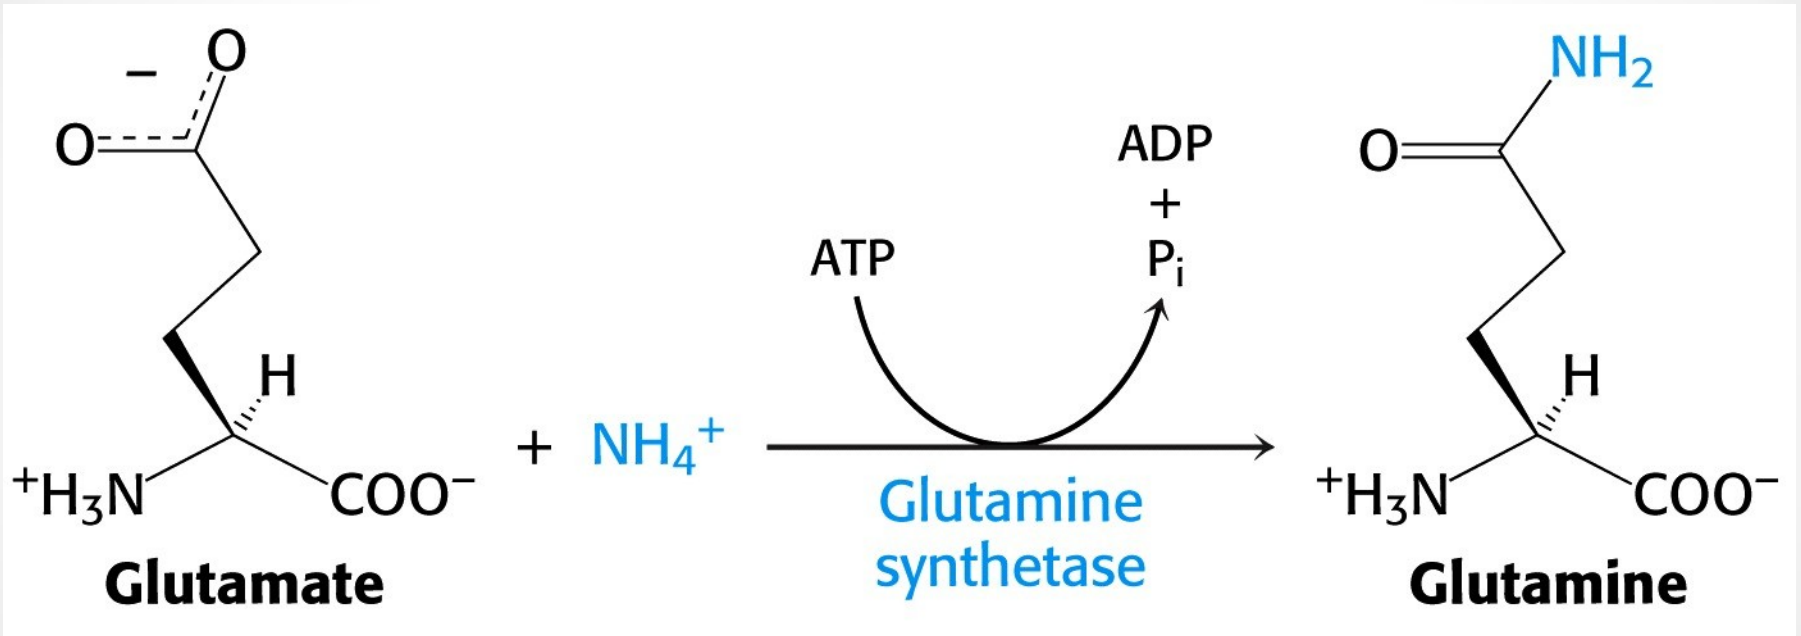 O
−
O
H
⁺H₃N
COO⁻
Glutamate
+
NH₄⁺
ATP
ADP
+
Pᵢ
Glutamine
synthetase
NH₂
O
H
⁺H₃N
COO⁻
Glutamine